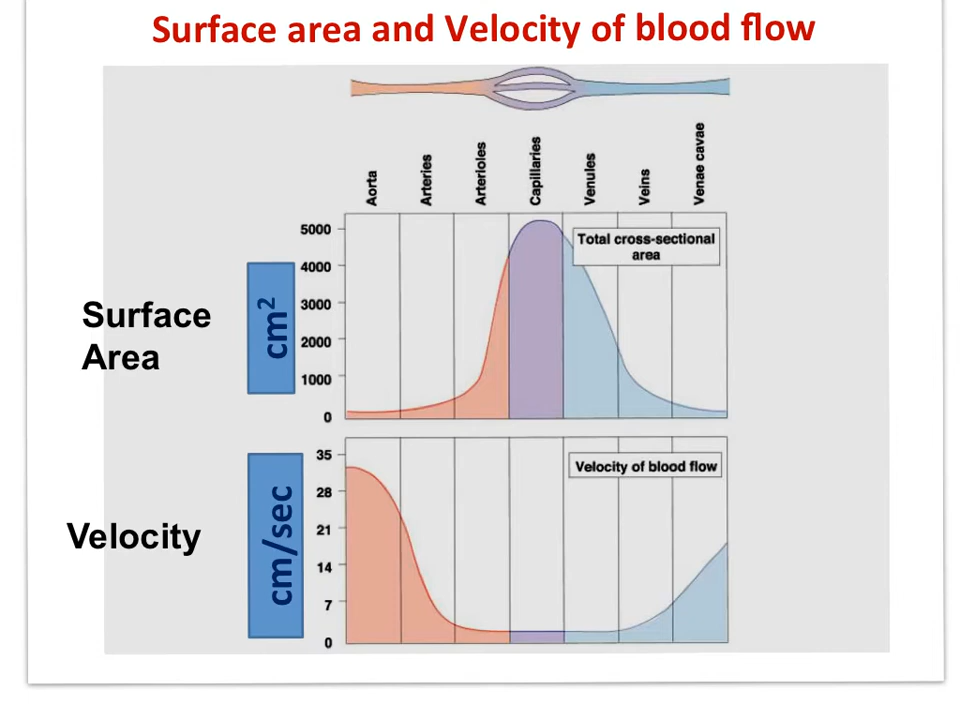 Surface area and Velocity of blood flow
Aorta
Arteries
Arterioles
Capillaries
Venules
Veins
Venae cavae
5000
4000
3000
2000
1000
0
Total cross-sectional
area
Surface
Area
cm²
35
28
21
14
7
0
Velocity of blood flow
Velocity
cm/sec